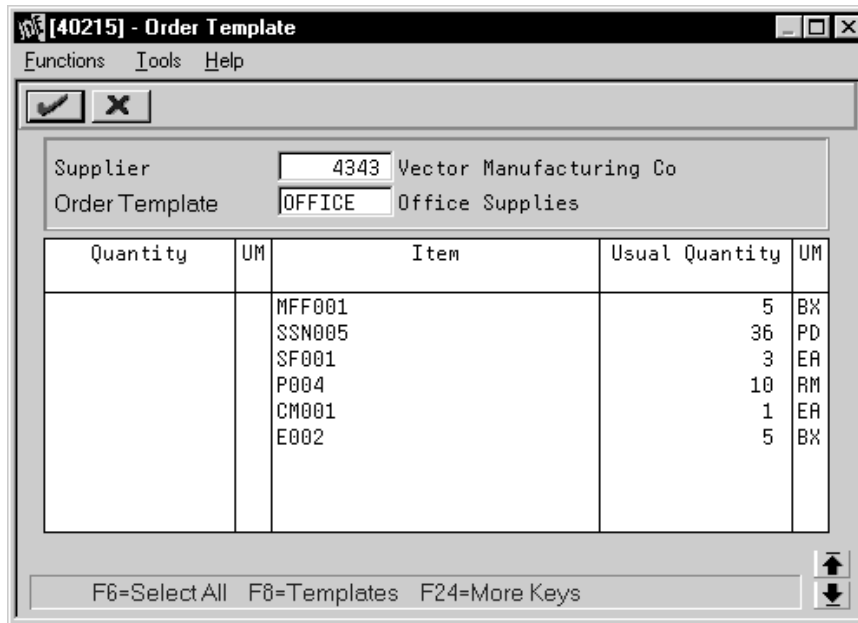 JDE [40215] - Order Template
Functions Tools Help
Supplier 4343 Vector Manufacturing Co
Order Template OFFICE Office Supplies
Quantity UM Item Usual Quantity UM
MFF001 5 BX
SSN005 36 PD
SF001 3 EA
P004 10 RM
CM001 1 EA
E002 5 BX
F6=Select All F8=Templates F24=More Keys